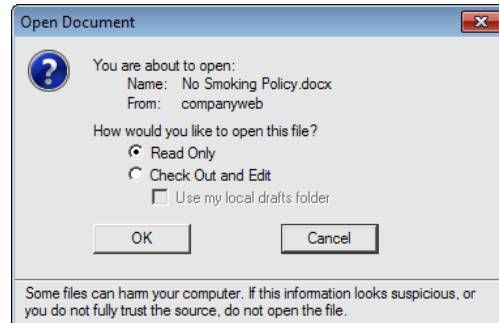 Open Document
You are about to open:
Name: No Smoking Policy.docx
From: companyweb
How would you like to open this file?
Read Only
Check Out and Edit
Use my local drafts folder
OK Cancel
Some files can harm your computer. If this information looks suspicious, or
you do not fully trust the source, do not open the file.